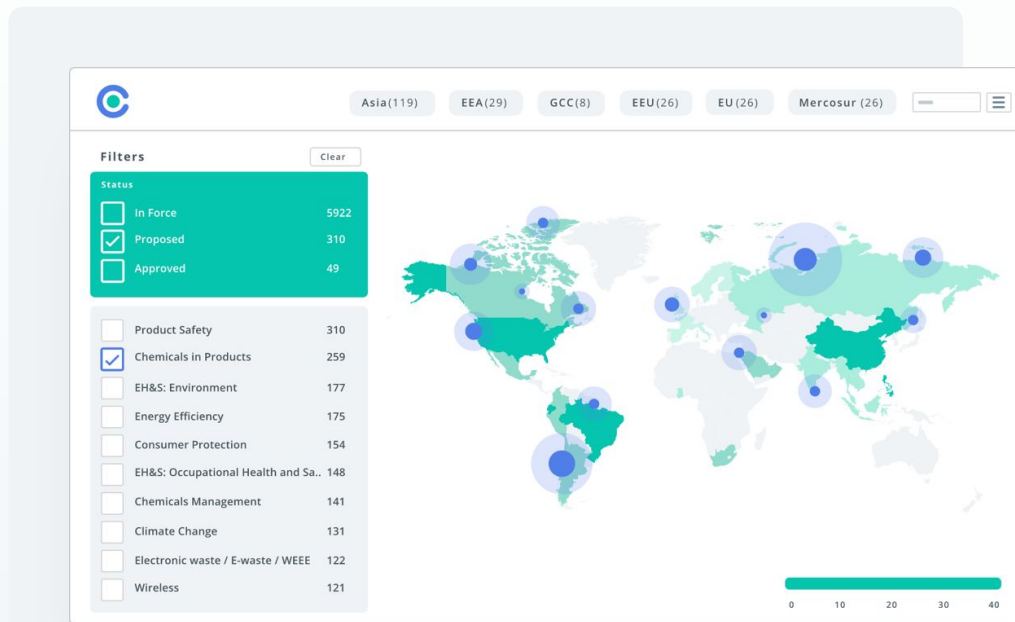 Asia(119) EEA(29) GCC(8) EEU(26) EU(26) Mercosur (26)
Filters Clear
Status
In Force 5922
Proposed 310
Approved 49
Product Safety 310
Chemicals in Products 259
EH&S: Environment 177
Energy Efficiency 175
Consumer Protection 154
EH&S: Occupational Health and Sa.. 148
Chemicals Management 141
Climate Change 131
Electronic waste / E-waste / WEEE 122
Wireless 121
0 10 20 30 40